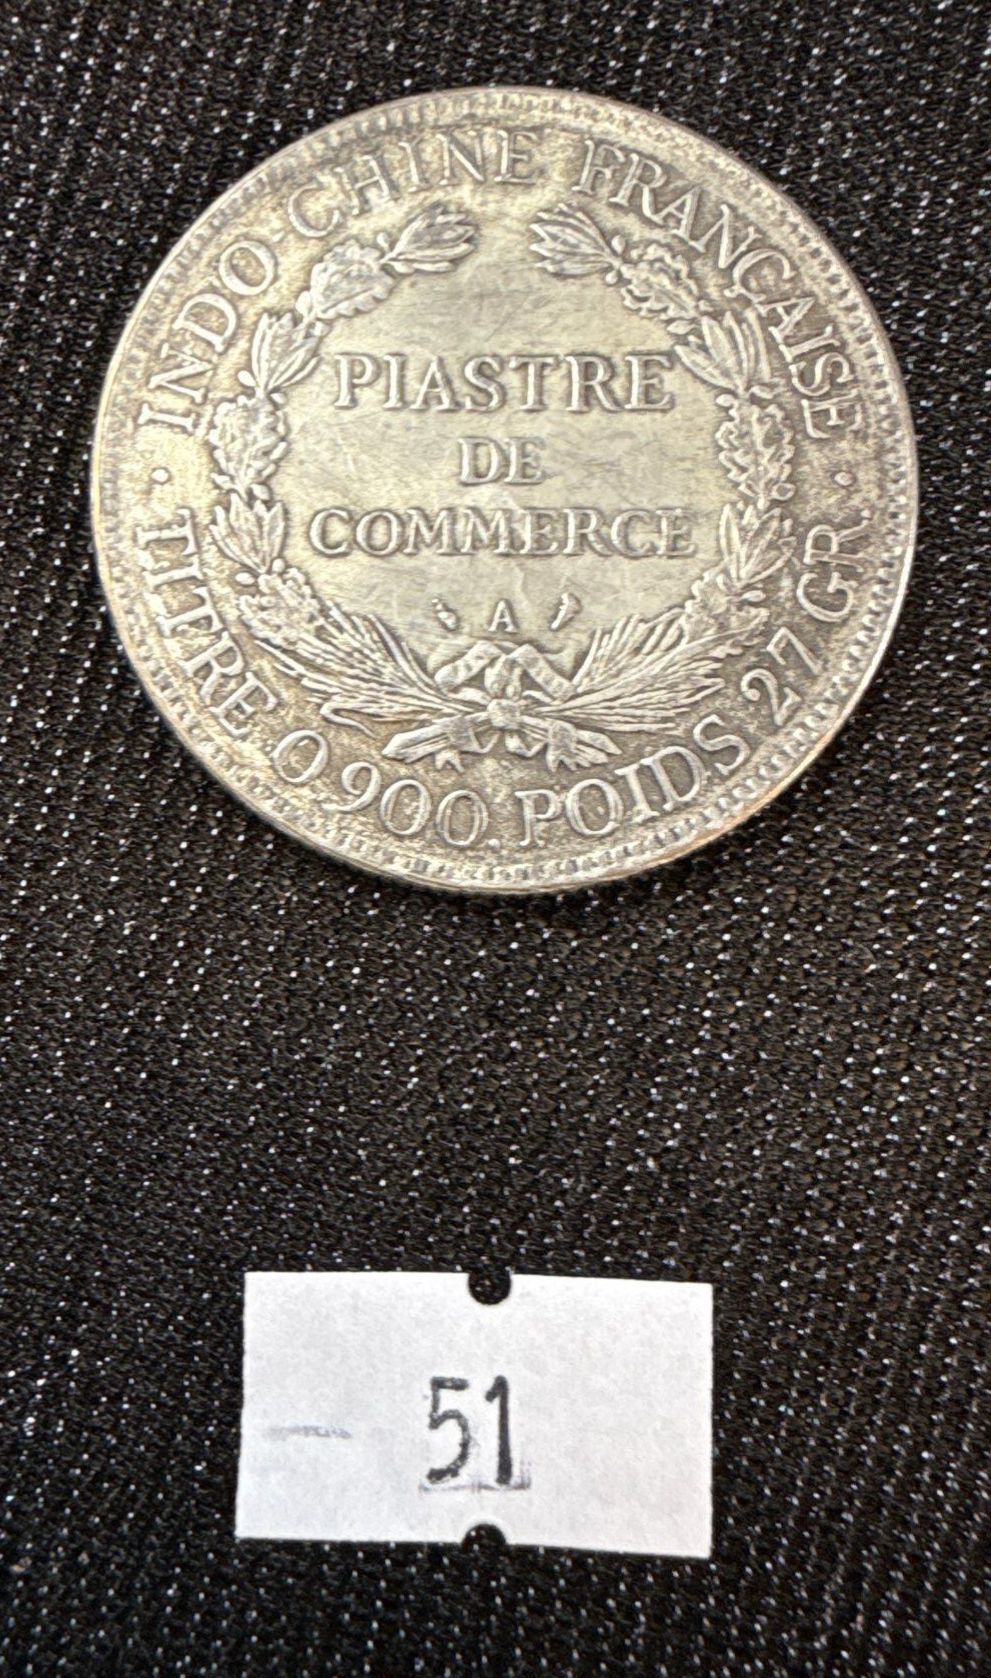 INDO-CHINE FRANÇAISE
PIASTRE
DE
COMMERCE
A
TITRE 0.900. POIDS 27 GR.
51